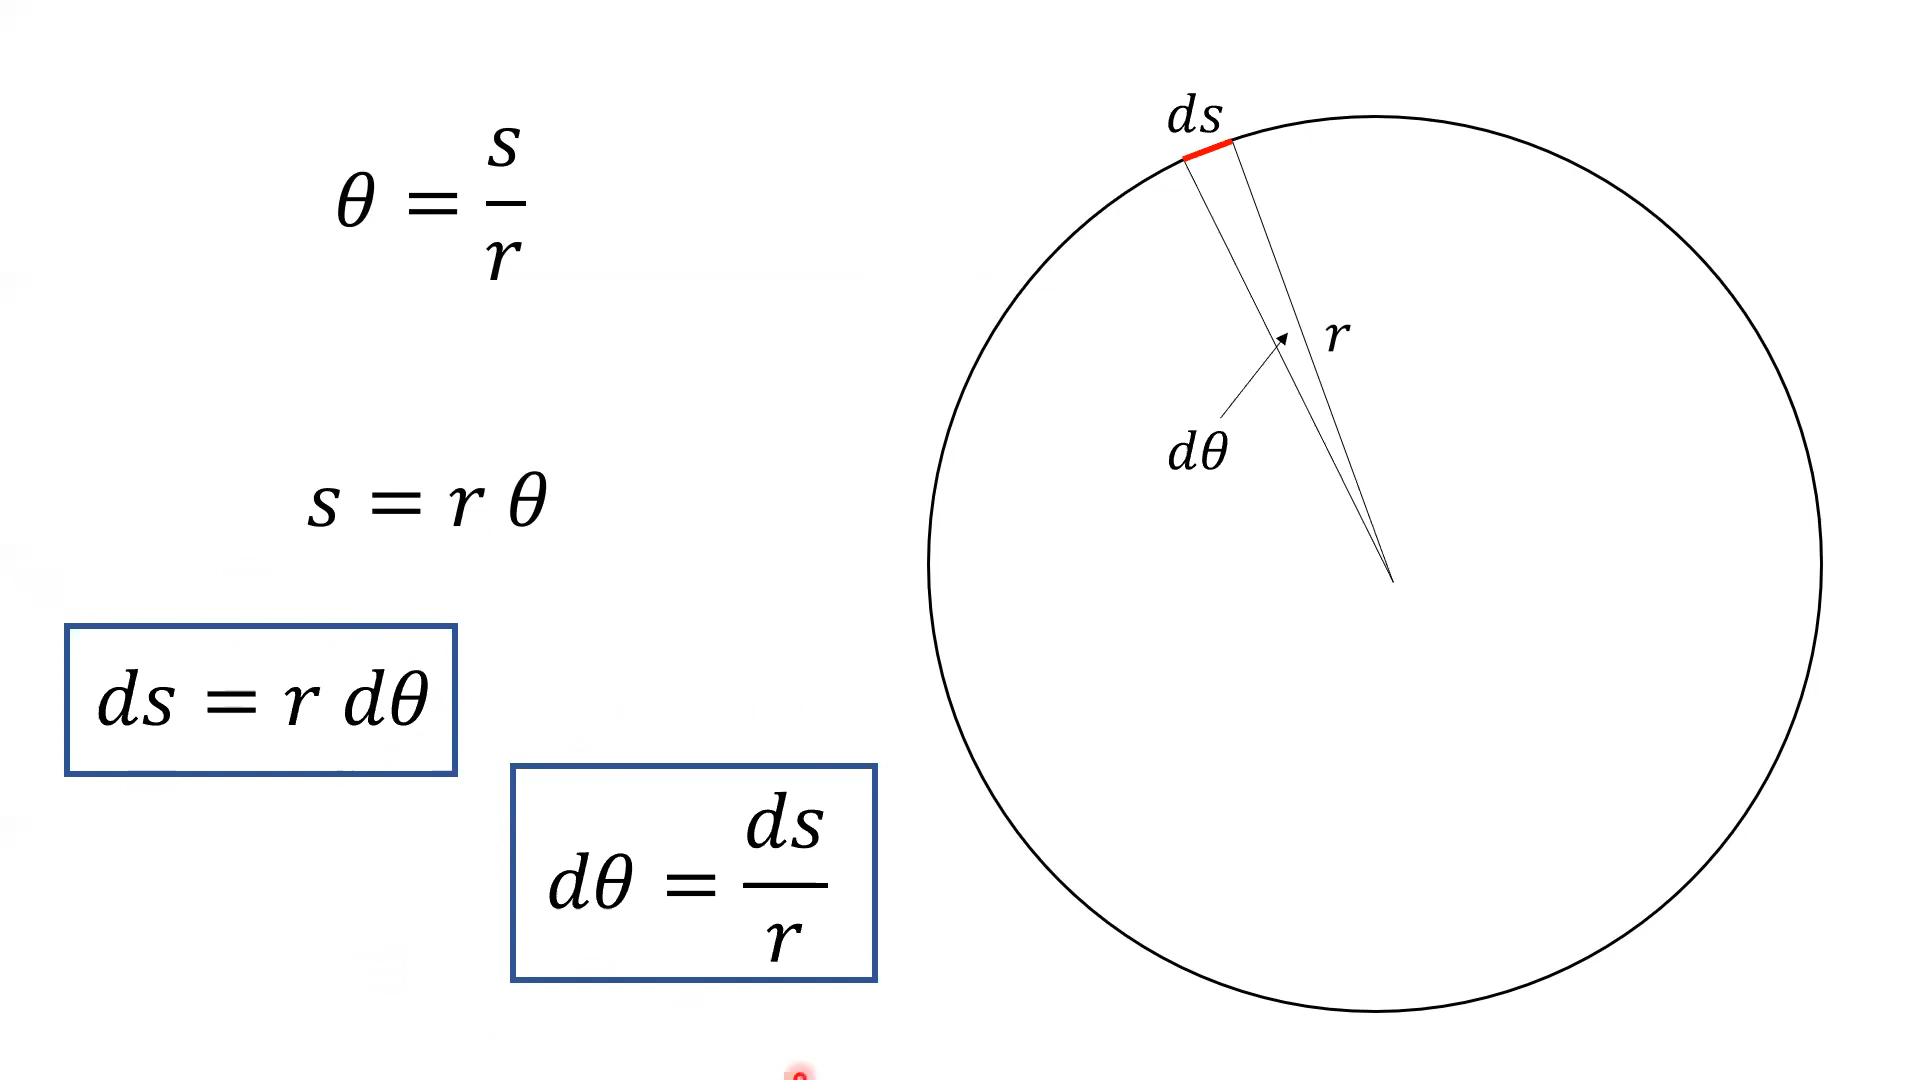 θ = s/r
s = r θ
ds = r dθ
dθ = ds/r
ds
r
dθ